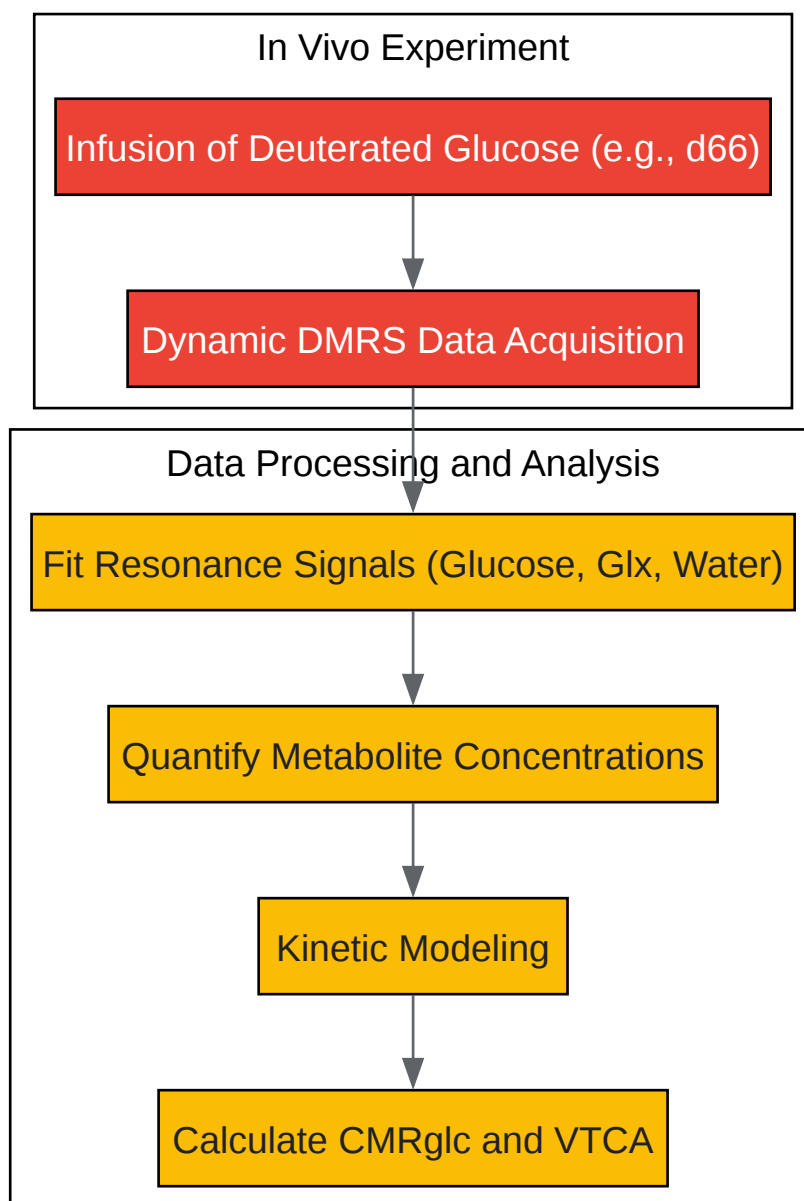 In Vivo Experiment
Infusion of Deuterated Glucose (e.g., d66)
Dynamic DMRS Data Acquisition
Data Processing and Analysis
Fit Resonance Signals (Glucose, Glx, Water)
Quantify Metabolite Concentrations
Kinetic Modeling
Calculate CMRglc and VTCA